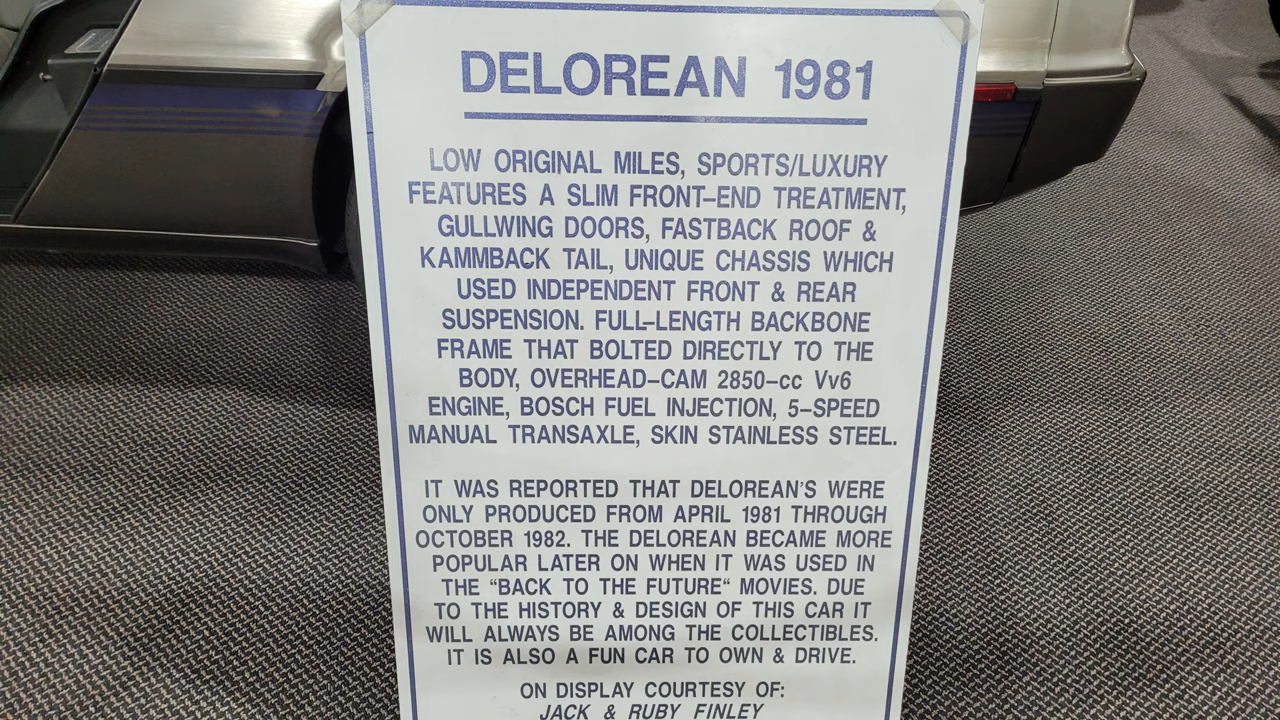 DELOREAN 1981
LOW ORIGINAL MILES, SPORTS/LUXURY
FEATURES A SLIM FRONT-END TREATMENT,
GULLWING DOORS, FASTBACK ROOF &
KAMMBACK TAIL, UNIQUE CHASSIS WHICH
USED INDEPENDENT FRONT & REAR
SUSPENSION. FULL-LENGTH BACKBONE
FRAME THAT BOLTED DIRECTLY TO THE
BODY, OVERHEAD-CAM 2850-cc Vv6
ENGINE, BOSCH FUEL INJECTION, 5-SPEED
MANUAL TRANSAXLE, SKIN STAINLESS STEEL.
IT WAS REPORTED THAT DELOREAN'S WERE
ONLY PRODUCED FROM APRIL 1981 THROUGH
OCTOBER 1982. THE DELOREAN BECAME MORE
POPULAR LATER ON WHEN IT WAS USED IN
THE “BACK TO THE FUTURE“ MOVIES. DUE
TO THE HISTORY & DESIGN OF THIS CAR IT
WILL ALWAYS BE AMONG THE COLLECTIBLES.
IT IS ALSO A FUN CAR TO OWN & DRIVE.
ON DISPLAY COURTESY OF:
JACK & RUBY FINLEY